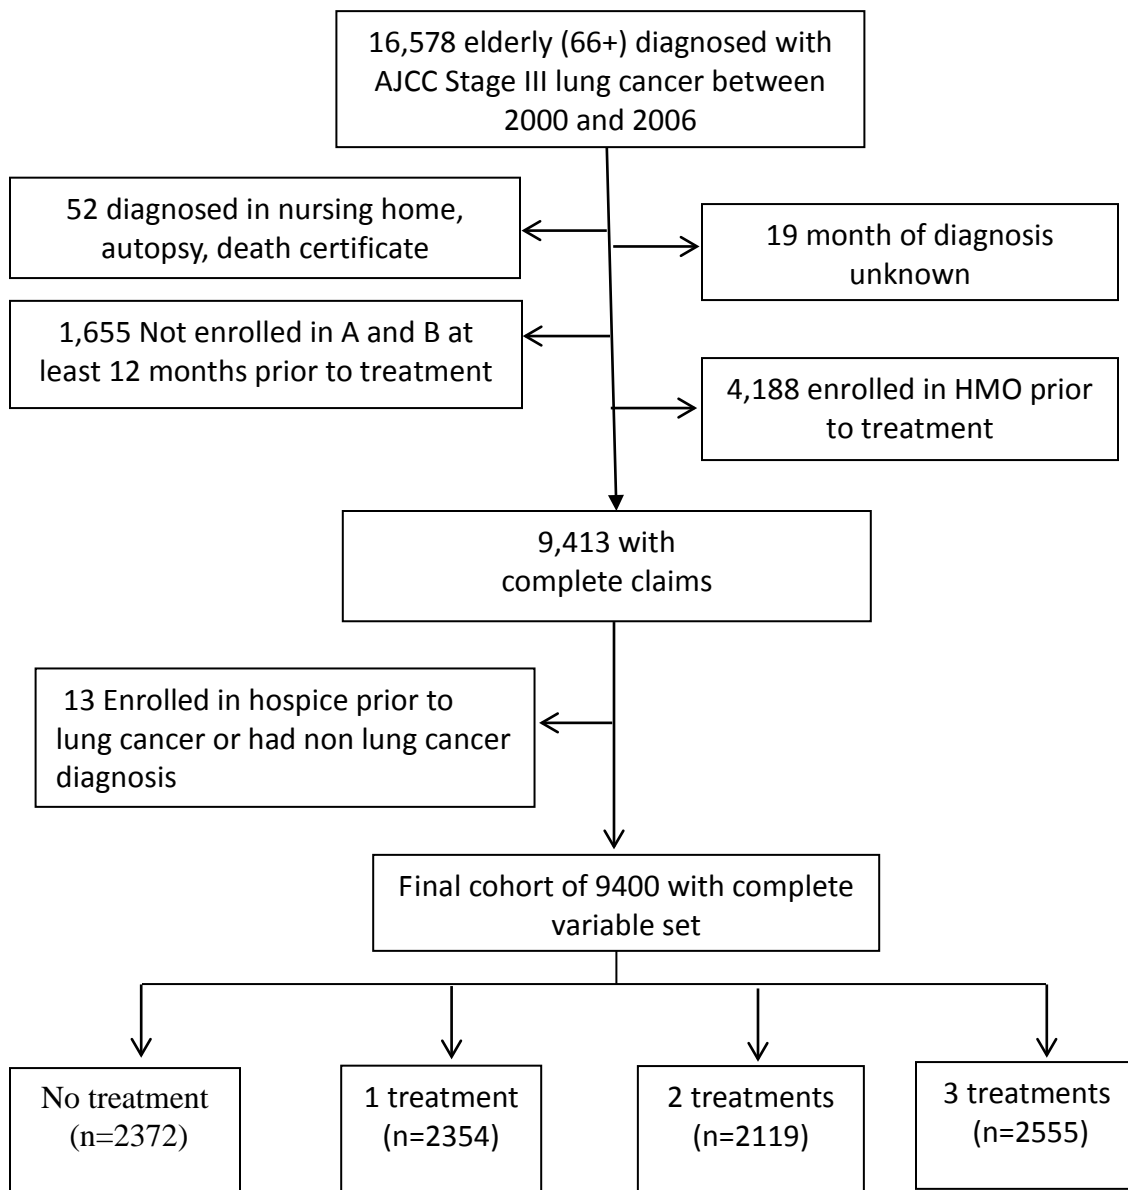 16,578 elderly (66+) diagnosed with
AJCC Stage III lung cancer between
2000 and 2006
52 diagnosed in nursing home,
autopsy, death certificate
19 month of diagnosis
unknown
1,655 Not enrolled in A and B at
least 12 months prior to treatment
4,188 enrolled in HMO prior
to treatment
9,413 with
complete claims
13 Enrolled in hospice prior to
lung cancer or had non lung cancer
diagnosis
Final cohort of 9400 with complete
variable set
No treatment
(n=2372)
1 treatment
(n=2354)
2 treatments
(n=2119)
3 treatments
(n=2555)